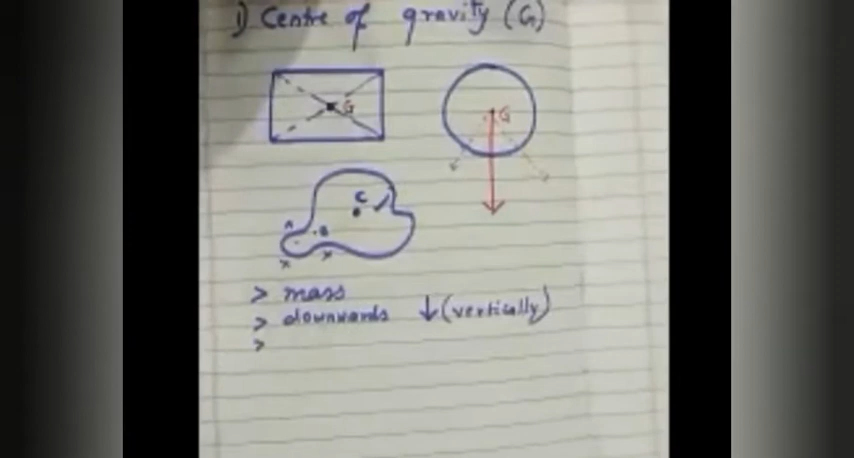 1) Centre of gravity (G)
G
G
C
A
B
x
x
> mass
> downwards ↓ (vertically)
>